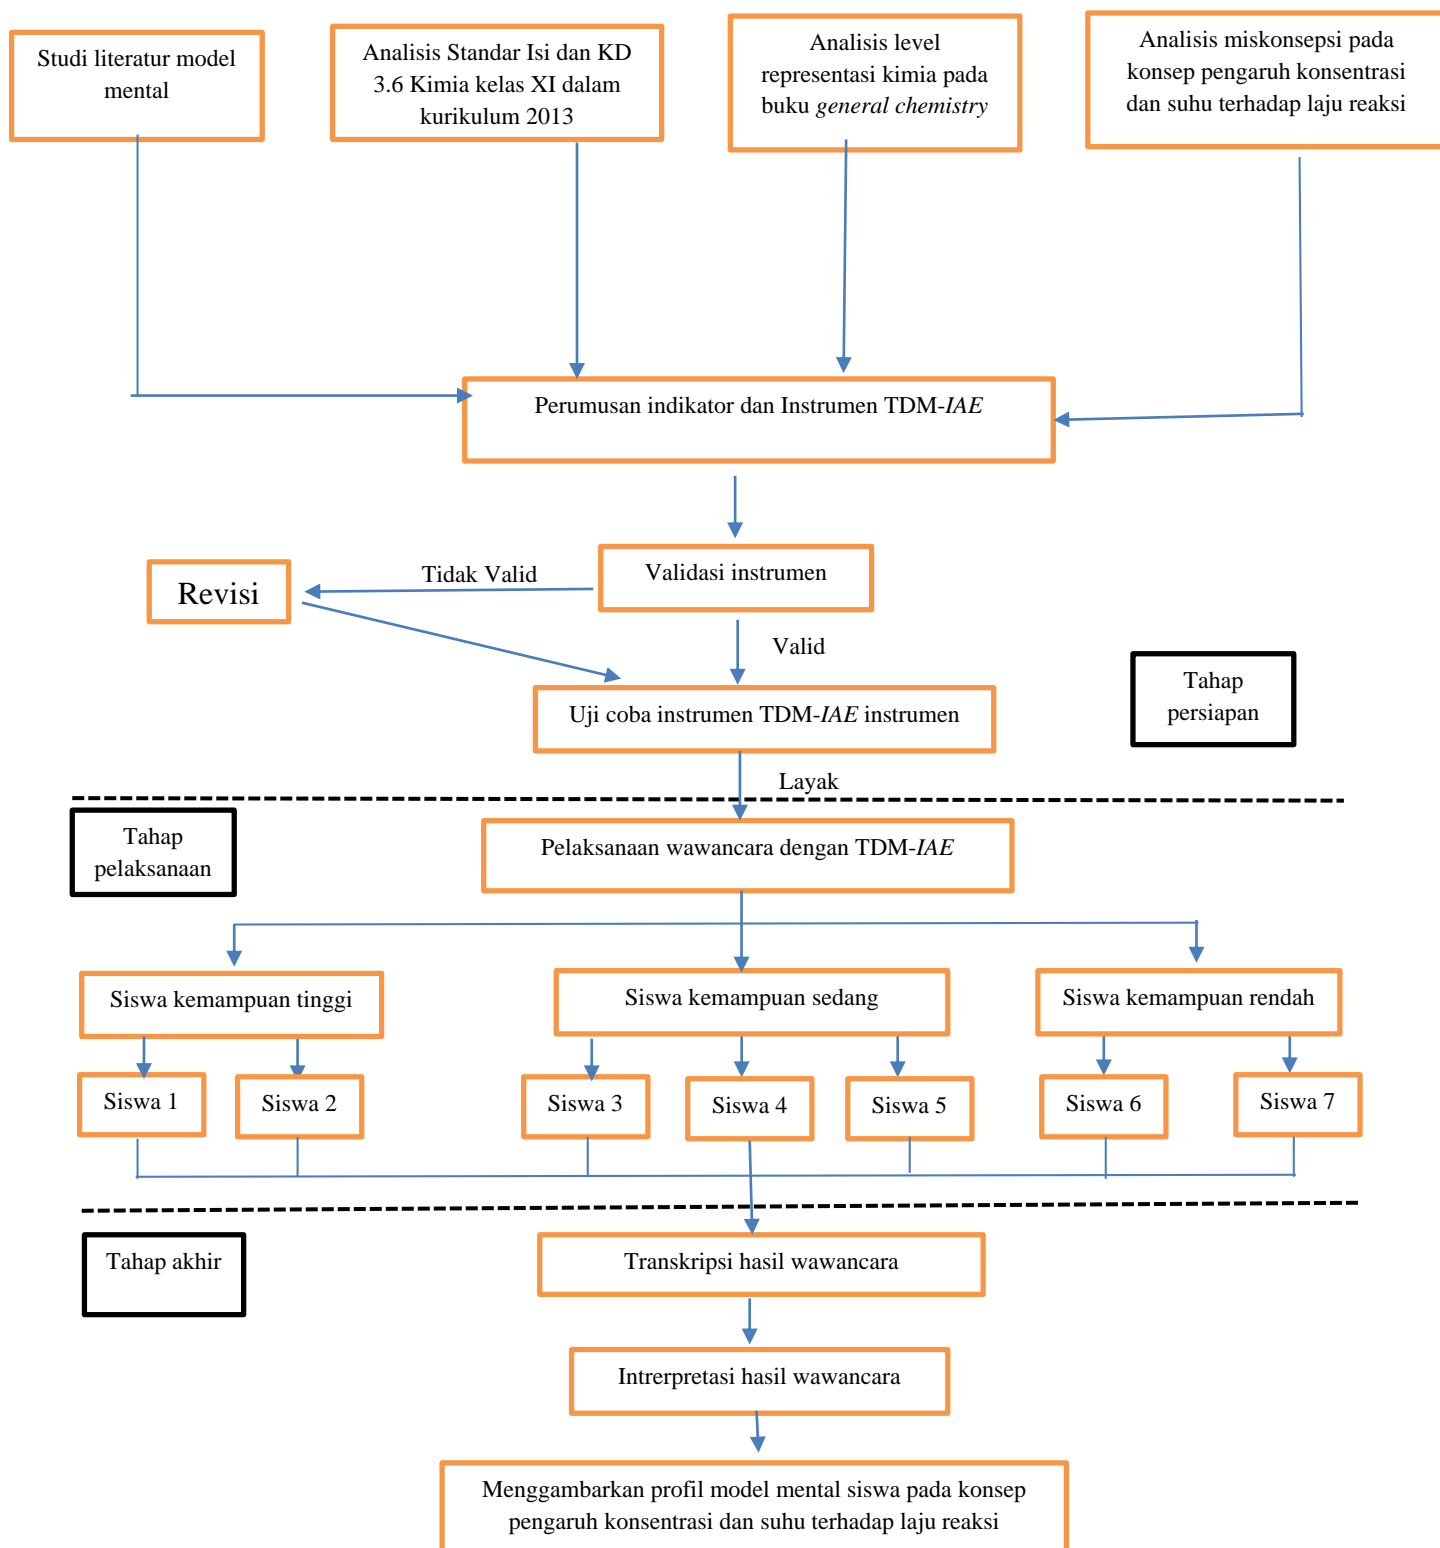 Studi literatur model
mental
Analisis Standar Isi dan KD
3.6 Kimia kelas XI dalam
kurikulum 2013
Analisis level
representasi kimia pada
buku general chemistry
Analisis miskonsepsi pada
konsep pengaruh konsentrasi
dan suhu terhadap laju reaksi
Perumusan indikator dan Instrumen TDM-IAE
Validasi instrumen
Tidak Valid
Revisi
Valid
Uji coba instrumen TDM-IAE instrumen
Tahap
persiapan
Layak
Tahap
pelaksanaan
Pelaksanaan wawancara dengan TDM-IAE
Siswa kemampuan tinggi
Siswa kemampuan sedang
Siswa kemampuan rendah
Siswa 1
Siswa 2
Siswa 3
Siswa 4
Siswa 5
Siswa 6
Siswa 7
Tahap akhir
Transkripsi hasil wawancara
Intrerpretasi hasil wawancara
Menggambarkan profil model mental siswa pada konsep
pengaruh konsentrasi dan suhu terhadap laju reaksi